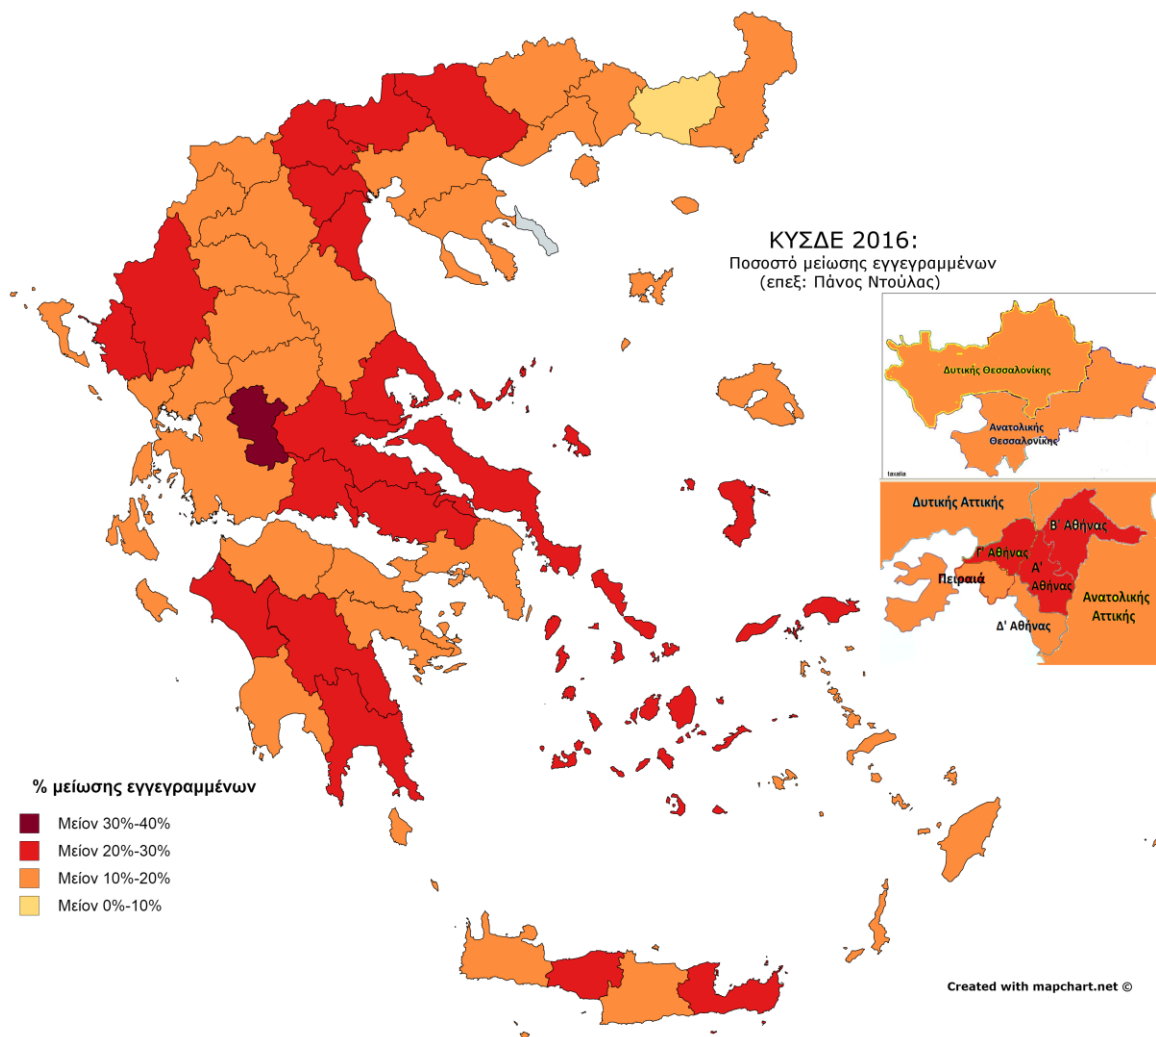 ΚΥΣΔΕ 2016:
Ποσοστό μείωσης εγγεγραμμένων
(επεξ: Πάνος Ντούλας)
Δυτικής Θεσσαλονίκης
Ανατολικής
Θεσσαλονίκης
Δυτικής Αττικής
Β' Αθήνας
Γ' Αθήνας
Α'
Αθήνας
Πειραιά
Ανατολικής
Αττικής
Δ' Αθήνας
% μείωσης εγγεγραμμένων
Μείον 30%-40%
Μείον 20%-30%
Μείον 10%-20%
Μείον 0%-10%
Created with mapchart.net ©